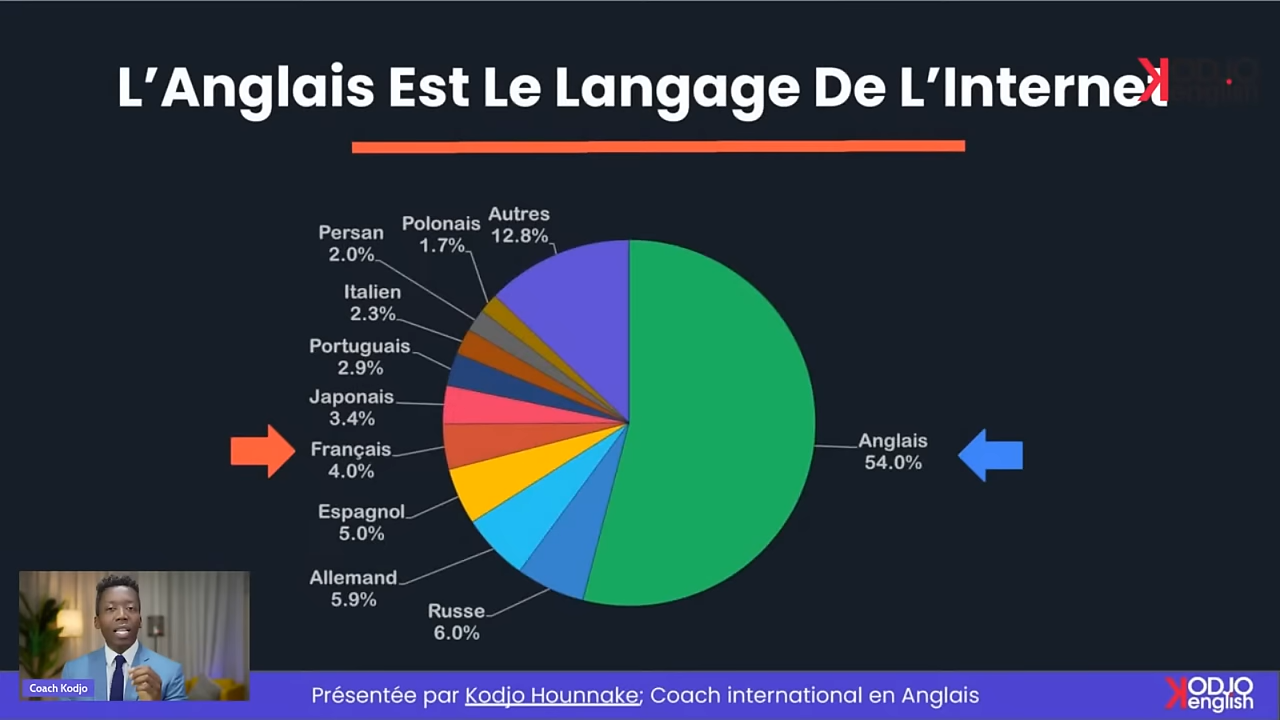 L’Anglais Est Le Langage De L’Internet
KODJO
english
Autres
12.8%
Polonais
1.7%
Persan
2.0%
Italien
2.3%
Portuguais
2.9%
Japonais
3.4%
Français
4.0%
Anglais
54.0%
Espagnol
5.0%
Allemand
5.9%
Russe
6.0%
Coach Kodjo
Présentée par Kodjo Hounnake; Coach international en Anglais
KODJO
english